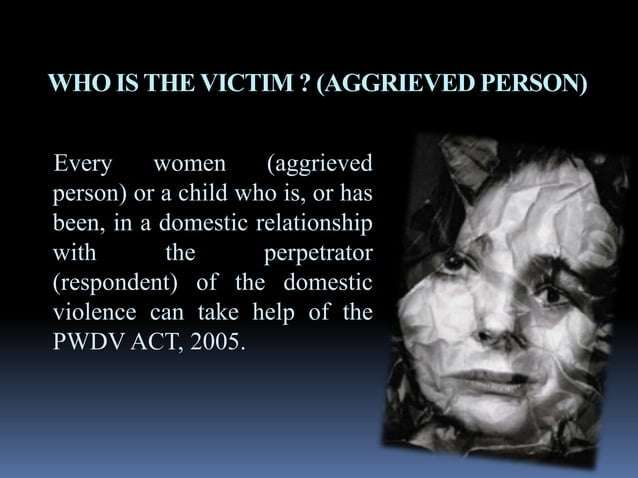 WHO IS THE VICTIM ? (AGGRIEVED PERSON)
Every women (aggrieved
person) or a child who is, or has
been, in a domestic relationship
with the perpetrator
(respondent) of the domestic
violence can take help of the
PWDV ACT, 2005.